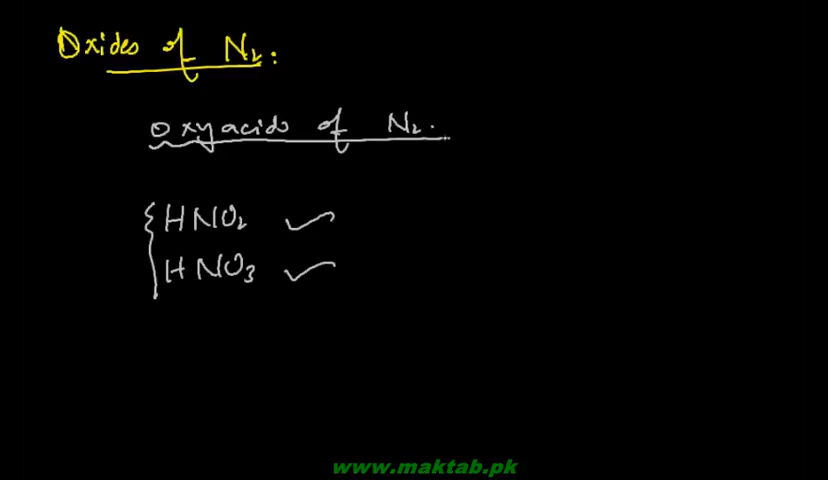 Oxides of N₂:
Oxyacids of N₂.
HNO₂ ✓
HNO₃ ✓
www.maktab.pk